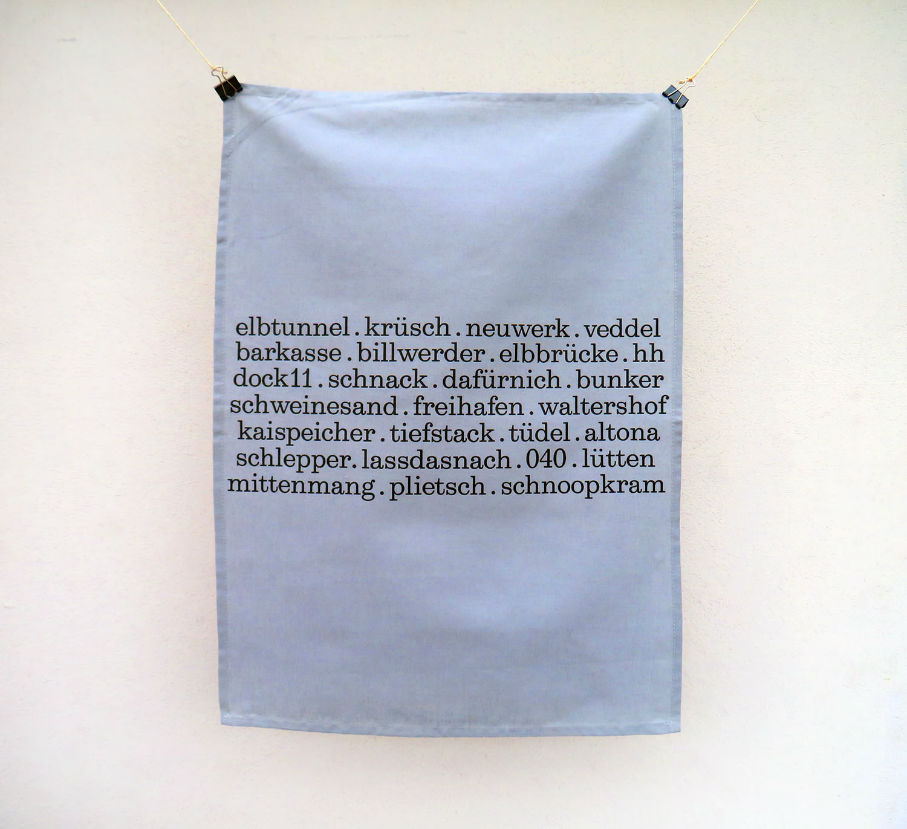 elbtunnel . krüsch . neuwerk . veddel
barkasse . billwerder . elbbrücke . hh
dock11 . schnack . dafürnich . bunker
schweinesand . freihafen . waltershof
kaispeicher . tiefstack . tüdel . altona
schlepper. lassdasnach . 040 . lütten
mittenmang . plietsch . schnoopkram